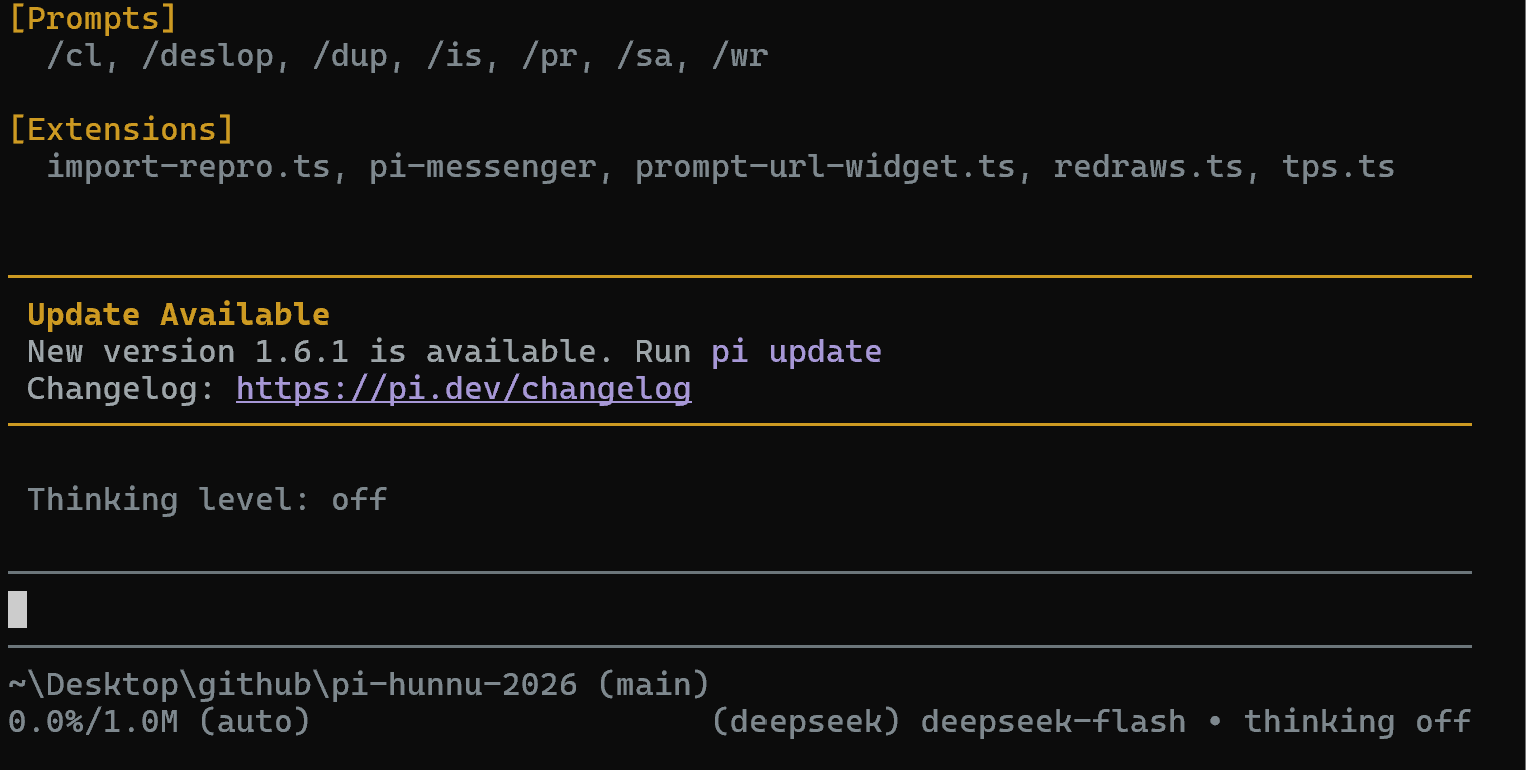 [Prompts]
/cl, /deslop, /dup, /is, /pr, /sa, /wr
[Extensions]
import-repro.ts, pi-messenger, prompt-url-widget.ts, redraws.ts, tps.ts
Update Available
New version 1.6.1 is available. Run pi update
Changelog: https://pi.dev/changelog
Thinking level: off
~\Desktop\github\pi-hunnu-2026 (main)
0.0%/1.0M (auto) (deepseek) deepseek-flash • thinking off